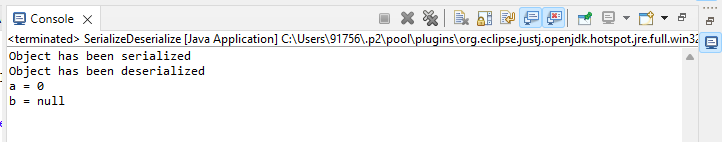 Console
<terminated> SerializeDeserialize [Java Application] C:\Users\91756\.p2\pool\plugins\org.eclipse.justj.openjdk.hotspot.jre.full.win32
Object has been serialized
Object has been deserialized
a = 0
b = null